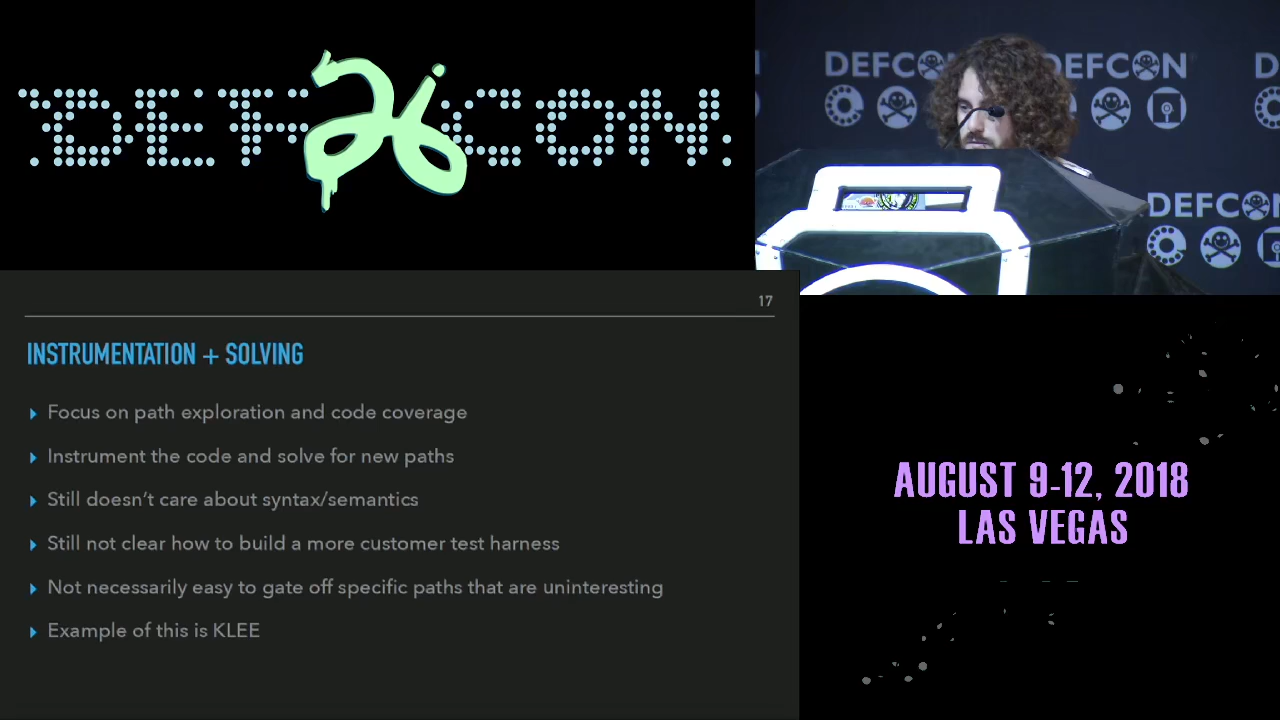 DEF 26 CON
DEFCON DEFCON DEFCON
DEFCON
17
INSTRUMENTATION + SOLVING
Focus on path exploration and code coverage
Instrument the code and solve for new paths
Still doesn't care about syntax/semantics
Still not clear how to build a more customer test harness
Not necessarily easy to gate off specific paths that are uninteresting
Example of this is KLEE
AUGUST 9-12, 2018
LAS VEGAS